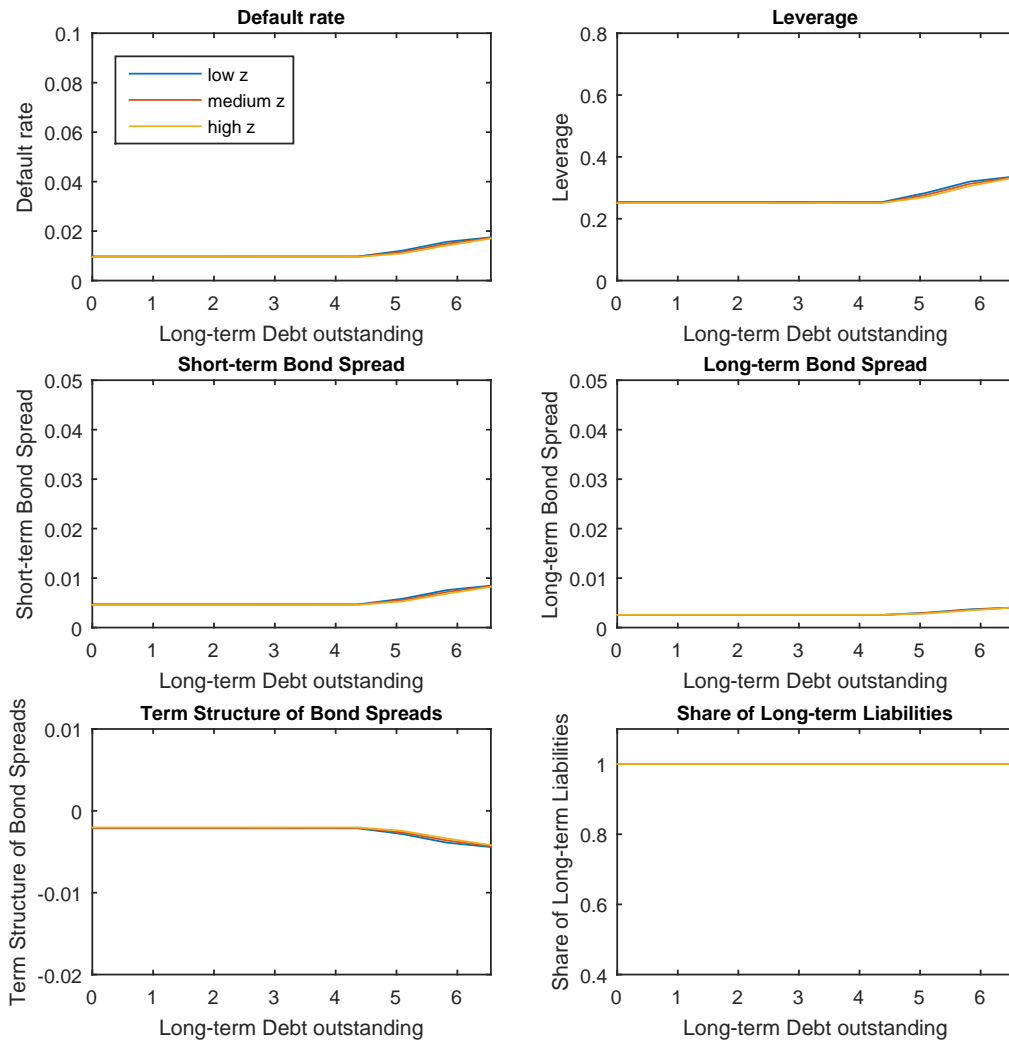 Default rate
0.1
0.08
0.06
0.04
0.02
0
Default rate
low z
medium z
high z
0 1 2 3 4 5 6
Long-term Debt outstanding
Leverage
0.8
0.6
0.4
0.2
0
Leverage
0 1 2 3 4 5 6
Long-term Debt outstanding
Short-term Bond Spread
0.05
0.04
0.03
0.02
0.01
0
Short-term Bond Spread
0 1 2 3 4 5 6
Long-term Debt outstanding
Long-term Bond Spread
0.05
0.04
0.03
0.02
0.01
0
Long-term Bond Spread
0 1 2 3 4 5 6
Long-term Debt outstanding
Term Structure of Bond Spreads
0.01
0
-0.01
-0.02
Term Structure of Bond Spreads
0 1 2 3 4 5 6
Long-term Debt outstanding
Share of Long-term Liabilities
1
0.8
0.6
0.4
Share of Long-term Liabilities
0 1 2 3 4 5 6
Long-term Debt outstanding